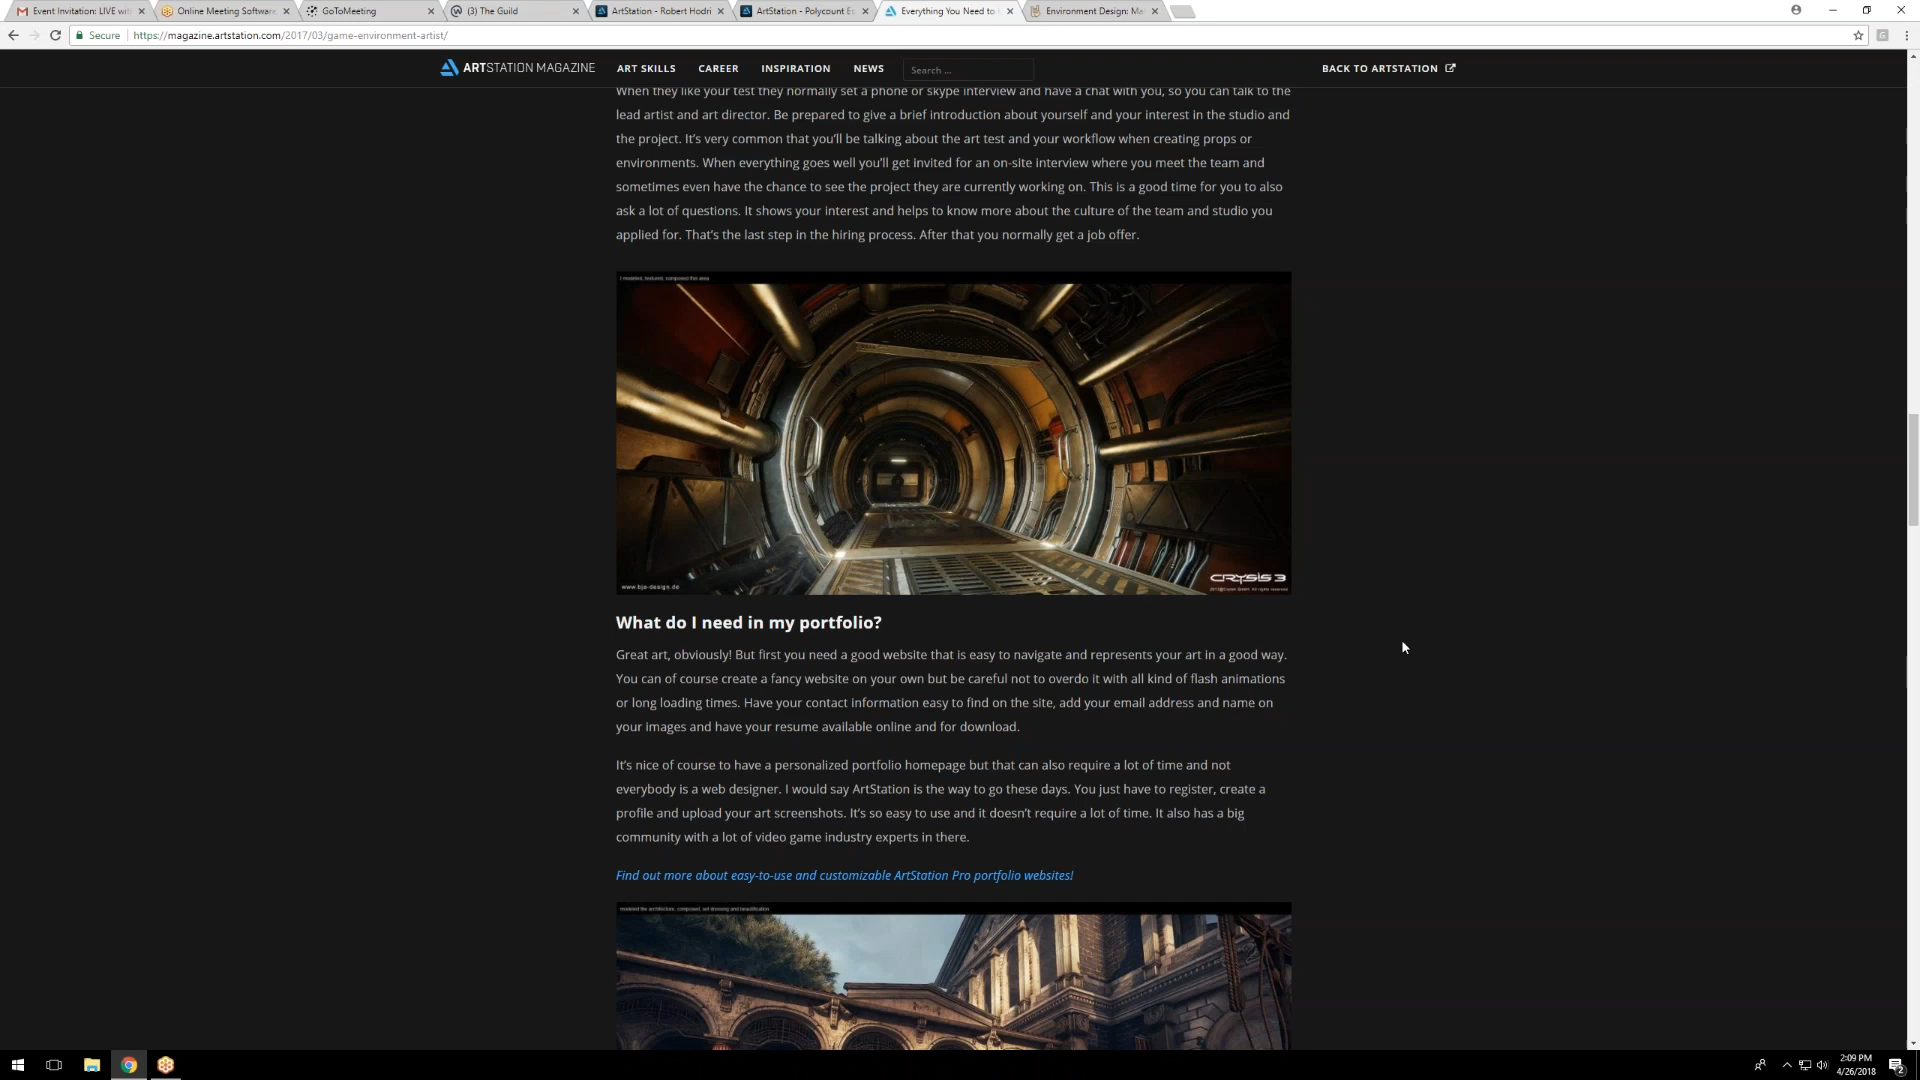 Event Invitation: LIVE wit
Online Meeting Software
GoToMeeting
(3) The Guild
ArtStation - Robert Hodri
ArtStation - Polycount E
Everything You Need to
Environment Design: Ma
Secure
https://magazine.artstation.com/2017/03/game-environment-artist/
ARTSTATION MAGAZINE
ART SKILLS
CAREER
INSPIRATION
NEWS
Search ...
BACK TO ARTSTATION
When they like your test they normally set a phone or skype interview and have a chat with you, so you can talk to the
lead artist and art director. Be prepared to give a brief introduction about yourself and your interest in the studio and
the project. It's very common that you'll be talking about the art test and your workflow when creating props or
environments. When everything goes well you'll get invited for an on-site interview where you meet the team and
sometimes even have the chance to see the project they are currently working on. This is a good time for you to also
ask a lot of questions. It shows your interest and helps to know more about the culture of the team and studio you
applied for. That's the last step in the hiring process. After that you normally get a job offer.
I modeled, textured, composed this area
www.bjo-design.de
CRYSIS 3
What do I need in my portfolio?
Great art, obviously! But first you need a good website that is easy to navigate and represents your art in a good way.
You can of course create a fancy website on your own but be careful not to overdo it with all kind of flash animations
or long loading times. Have your contact information easy to find on the site, add your email address and name on
your images and have your resume available online and for download.
It's nice of course to have a personalized portfolio homepage but that can also require a lot of time and not
everybody is a web designer. I would say ArtStation is the way to go these days. You just have to register, create a
profile and upload your art screenshots. It's so easy to use and it doesn't require a lot of time. It also has a big
community with a lot of video game industry experts in there.
Find out more about easy-to-use and customizable ArtStation Pro portfolio websites!
modeled the architecture, composed, set dressing and beautification
2:09 PM
4/26/2018
2